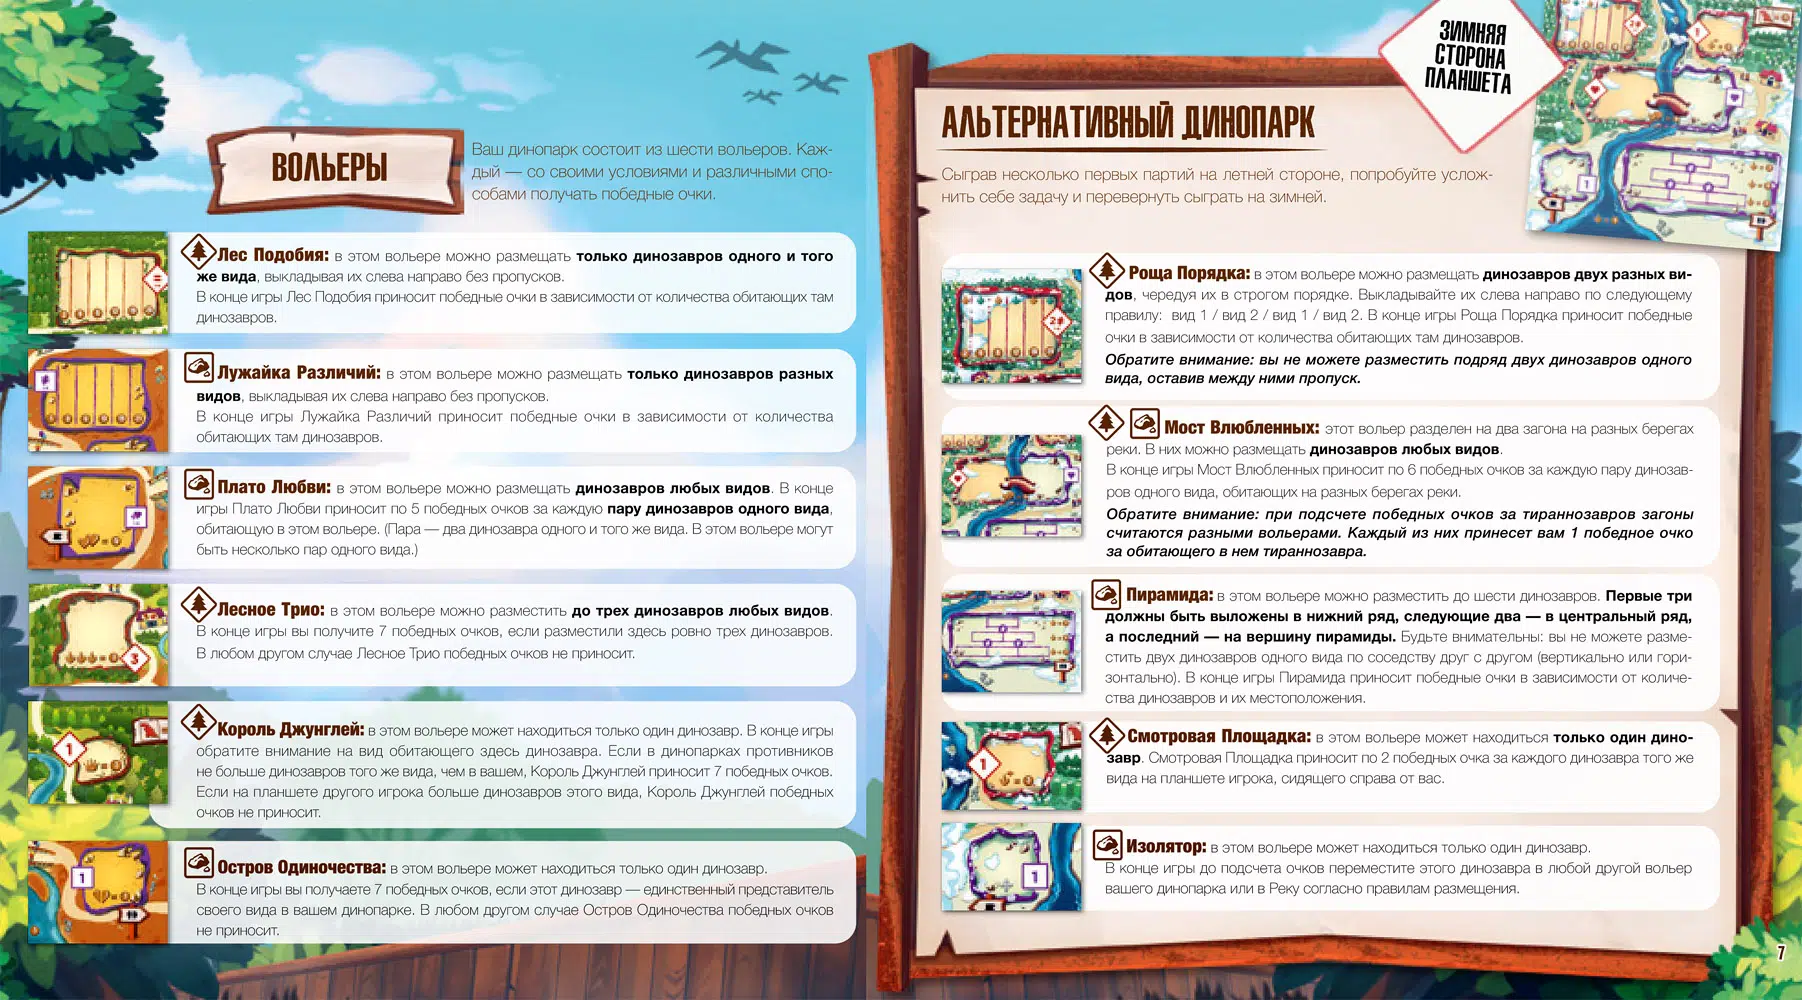 ВОЛЬЕРЫ
Ваш динопарк состоит из шести вольеров. Каж-
дый — со своими условиями и различными спо-
собами получать победные очки.
Лес Подобия: в этом вольере можно размещать только динозавров одного и того
же вида, выкладывая их слева направо без пропусков.
В конце игры Лес Подобия приносит победные очки в зависимости от количества обитающих там
динозавров.
Лужайка Различий: в этом вольере можно размещать только динозавров разных
видов, выкладывая их слева направо без пропусков.
В конце игры Лужайка Различий приносит победные очки в зависимости от количества
обитающих там динозавров.
Плато Любви: в этом вольере можно размещать динозавров любых видов. В конце
игры Плато Любви приносит по 5 победных очков за каждую пару динозавров одного вида,
обитающую в этом вольере. (Пара — два динозавра одного и того же вида. В этом вольере могут
быть несколько пар одного вида.)
3
Лесное Трио: в этом вольере можно разместить до трех динозавров любых видов.
В конце игры вы получите 7 победных очков, если разместили здесь ровно трех динозавров.
В любом другом случае Лесное Трио победных очков не приносит.
1
Король Джунглей: в этом вольере может находиться только один динозавр. В конце игры
обратите внимание на вид обитающего здесь динозавра. Если в динопарках противников
не больше динозавров того же вида, чем в вашем, Король Джунглей приносит 7 победных очков.
Если на планшете другого игрока больше динозавров этого вида, Король Джунглей победных
очков не приносит.
1
Остров Одиночества: в этом вольере может находиться только один динозавр.
В конце игры вы получаете 7 победных очков, если этот динозавр — единственный представитель
своего вида в вашем динопарке. В любом другом случае Остров Одиночества победных очков
не приносит.
ЗИМНЯЯ
СТОРОНА
ПЛАНШЕТА
АЛЬТЕРНАТИВНЫЙ ДИНОПАРК
Сыграв несколько первых партий на летней стороне, попробуйте услож-
нить себе задачу и перевернуть сыграть на зимней.
Роща Порядка: в этом вольере можно размещать динозавров двух разных ви-
дов, чередуя их в строгом порядке. Выкладывайте их слева направо по следующему
правилу: вид 1 / вид 2 / вид 1 / вид 2. В конце игры Роща Порядка приносит победные
очки в зависимости от количества обитающих там динозавров.
Обратите внимание: вы не можете разместить подряд двух динозавров одного
вида, оставив между ними пропуск.
Мост Влюбленных: этот вольер разделен на два загона на разных берегах
реки. В них можно размещать динозавров любых видов.
В конце игры Мост Влюбленных приносит по 6 победных очков за каждую пару динозав-
ров одного вида, обитающих на разных берегах реки.
Обратите внимание: при подсчете победных очков за тираннозавров загоны
считаются разными вольерами. Каждый из них принесет вам 1 победное очко
за обитающего в нем тираннозавра.
Пирамида: в этом вольере можно разместить до шести динозавров. Первые три
должны быть выложены в нижний ряд, следующие два — в центральный ряд,
а последний — на вершину пирамиды. Будьте внимательны: вы не можете разме-
стить двух динозавров одного вида по соседству друг с другом (вертикально или гори-
зонтально). В конце игры Пирамида приносит победные очки в зависимости от количе-
ства динозавров и их местоположения.
1
Смотровая Площадка: в этом вольере может находиться только один дино-
завр. Смотровая Площадка приносит по 2 победных очка за каждого динозавра того же
вида на планшете игрока, сидящего справа от вас.
1
Изолятор: в этом вольере может находиться только один динозавр.
В конце игры до подсчета очков переместите этого динозавра в любой другой вольер
вашего динопарка или в Реку согласно правилам размещения.
7